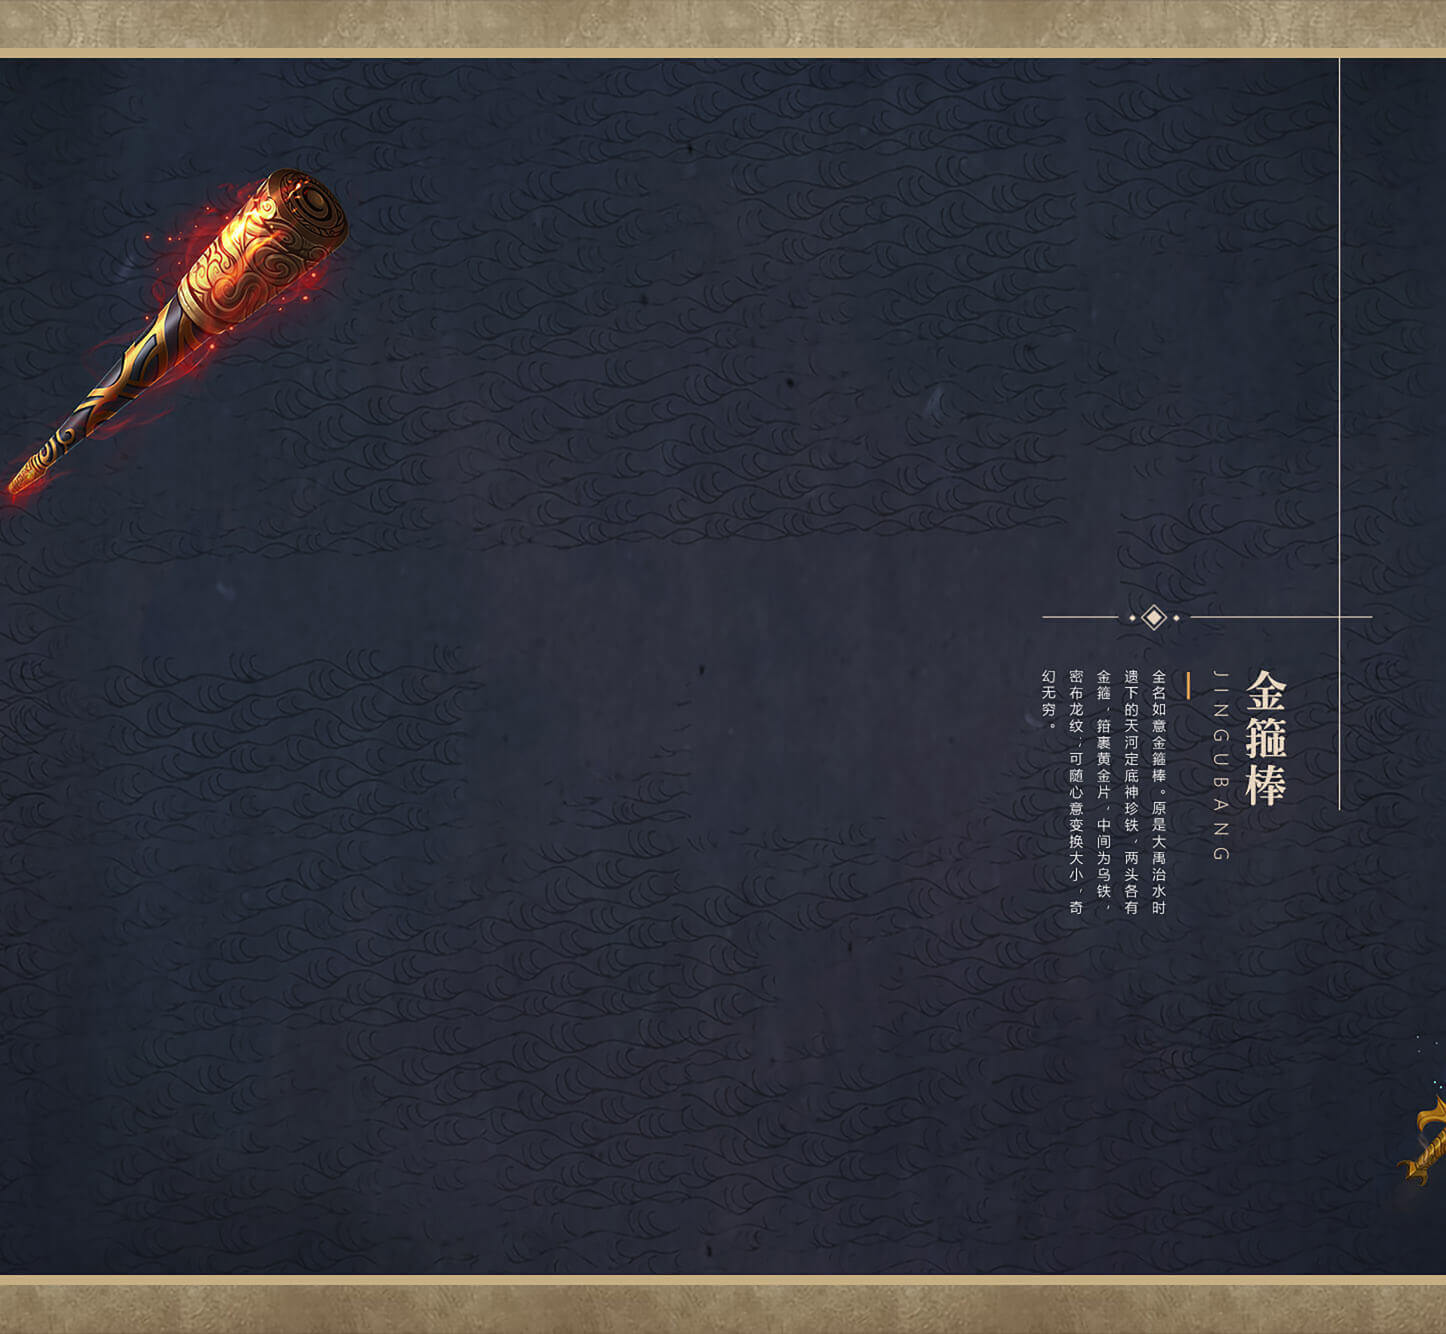 金箍棒
JINGUBANG
全名如意金箍棒。原是大禹治水时
遗下的天河定底神珍铁，两头各有
金箍，箝裹黄金片，中间为乌铁，
密布龙纹；可随心意变换大小，奇
幻无穷。